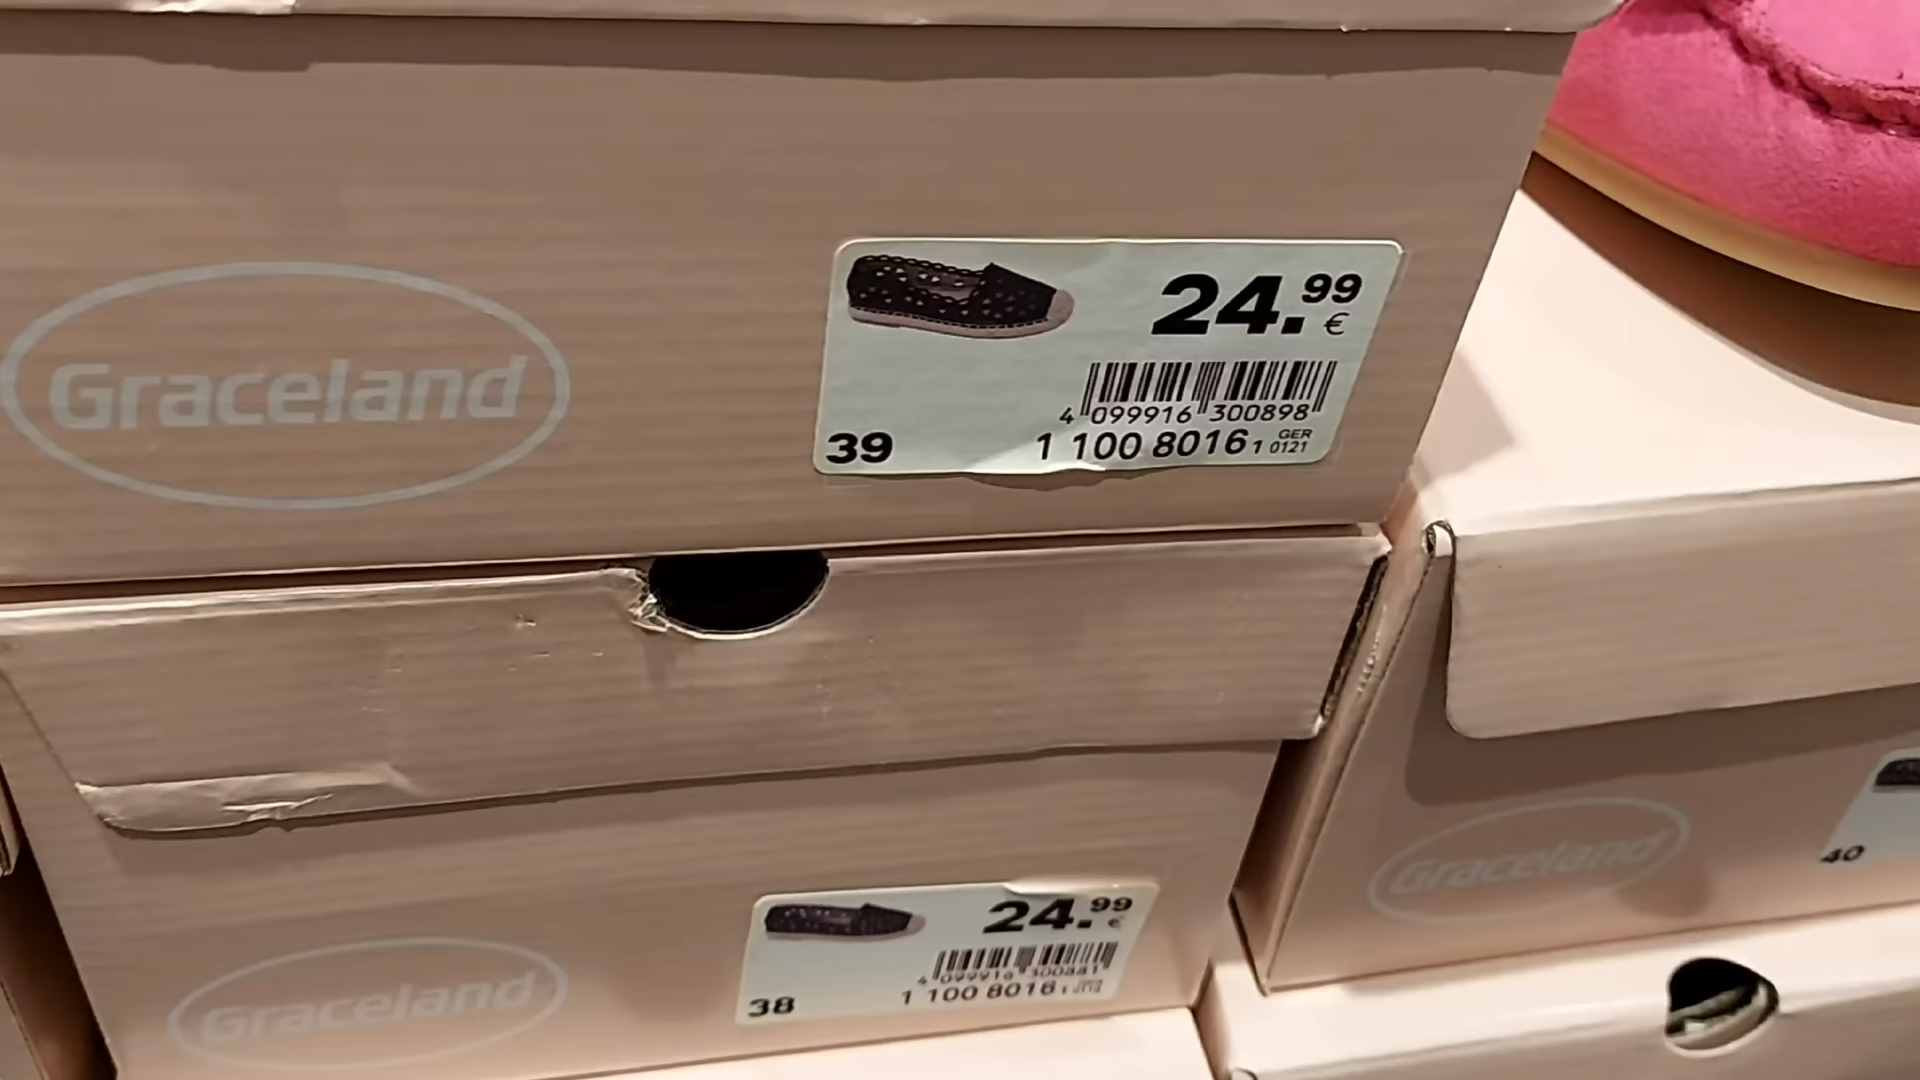 Graceland
24.99 €
4 099916 300898
39
1 100 8016 1 GER 0121
Graceland
24.99 €
38
1 100 8016
Graceland
40